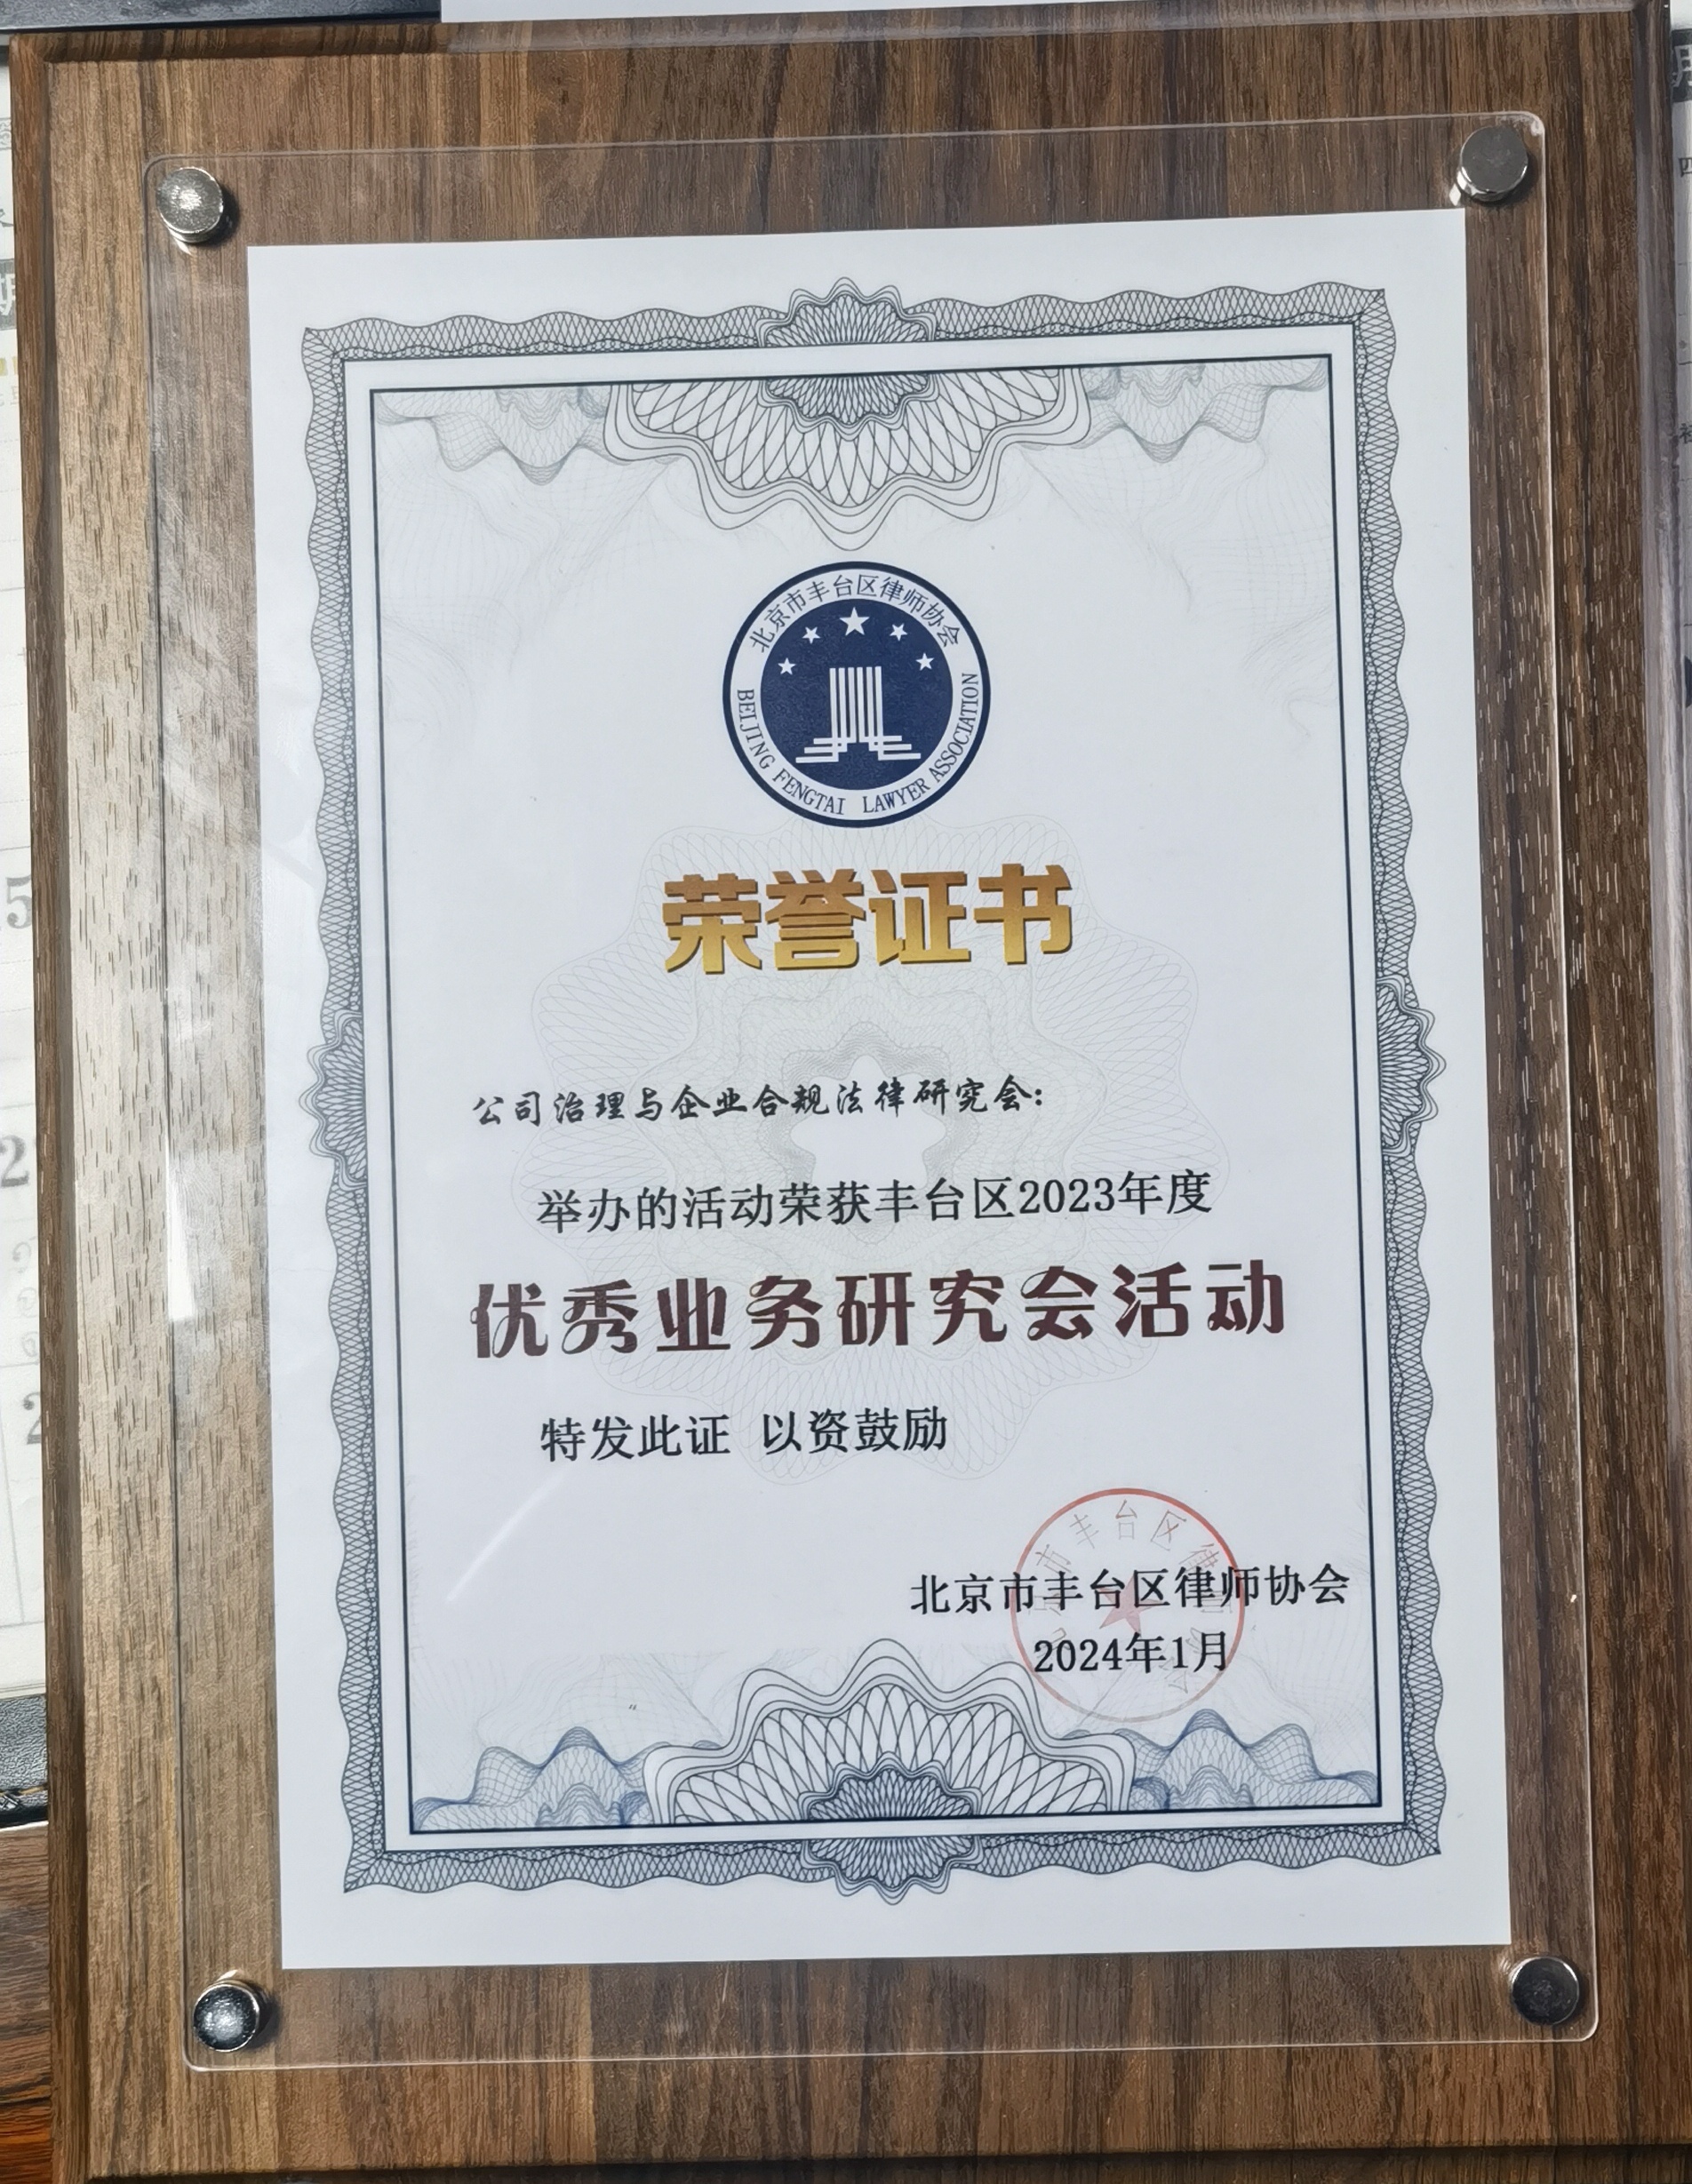 北京市丰台区律师协会
BEIJING FENGTAI LAWYER ASSOCIATION
荣誉证书
公司治理与企业合规法律研究会:
举办的活动荣获丰台区2023年度
优秀业务研究会活动
特发此证 以资鼓励
北京市丰台区律师协会
2024年1月